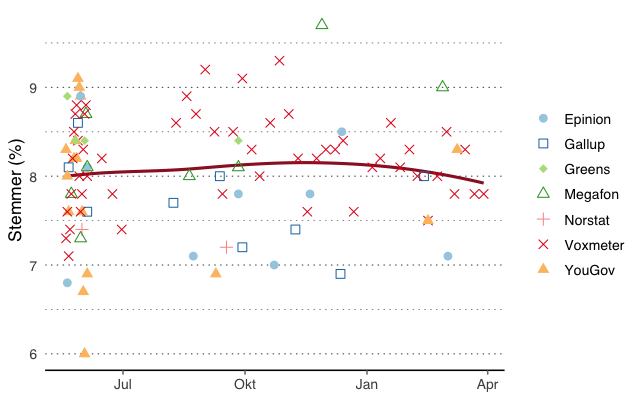 Stemmer (%)
9
8
7
6
Jul
Okt
Jan
Apr
Epinion
Gallup
Greens
Megafon
Norstat
Voxmeter
YouGov